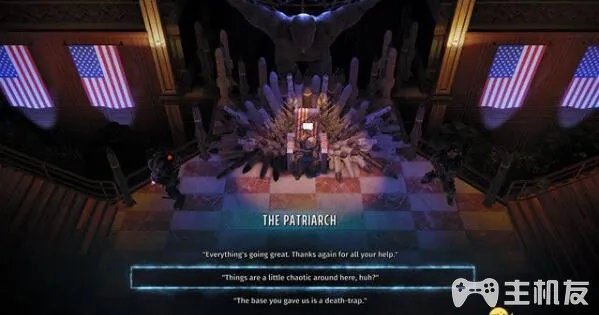 THE PATRIARCH
"Everything's going great. Thanks again for all your help."
"Things are a little chaotic around here, huh?"
"The base you gave us is a death-trap."
主机友